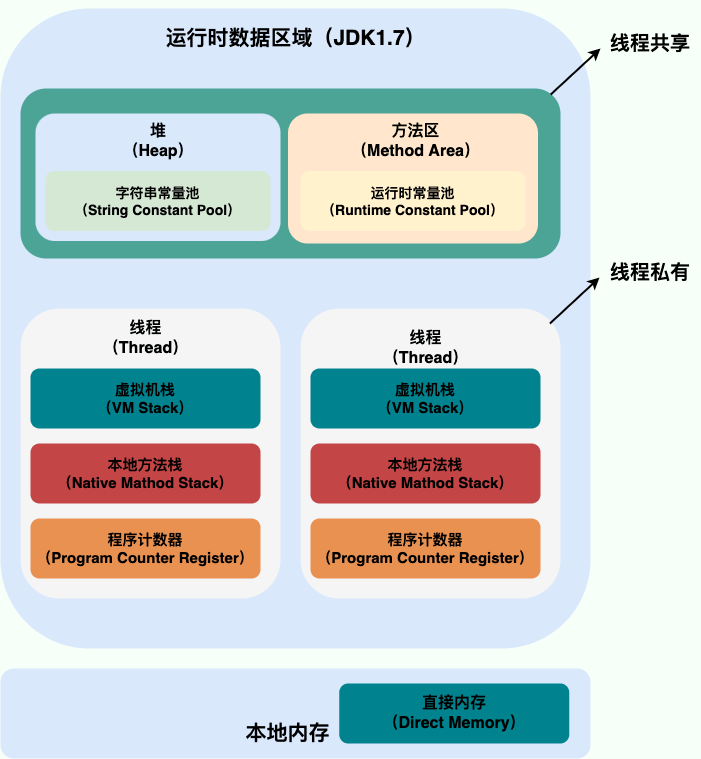 运行时数据区域（JDK1.7）
线程共享
堆
（Heap）
字符串常量池
（String Constant Pool）
方法区
（Method Area）
运行时常量池
（Runtime Constant Pool）
线程私有
线程
（Thread）
虚拟机栈
（VM Stack）
本地方法栈
（Native Mathod Stack）
程序计数器
（Program Counter Register）
线程
（Thread）
虚拟机栈
（VM Stack）
本地方法栈
（Native Mathod Stack）
程序计数器
（Program Counter Register）
本地内存
直接内存
（Direct Memory）